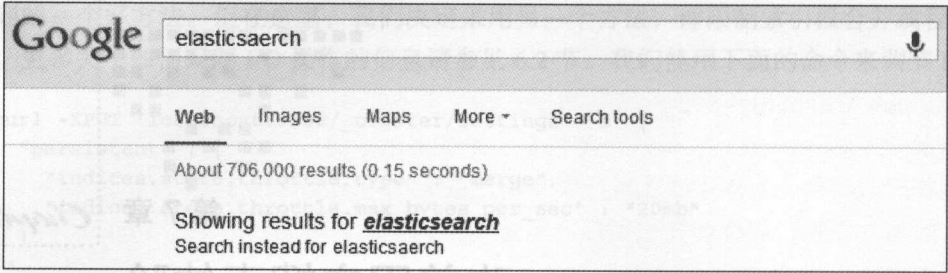 Google elasticsaerch
Web Images Maps More Search tools
About 706,000 results (0.15 seconds)
Showing results for elasticsearch
Search instead for elasticsaerch